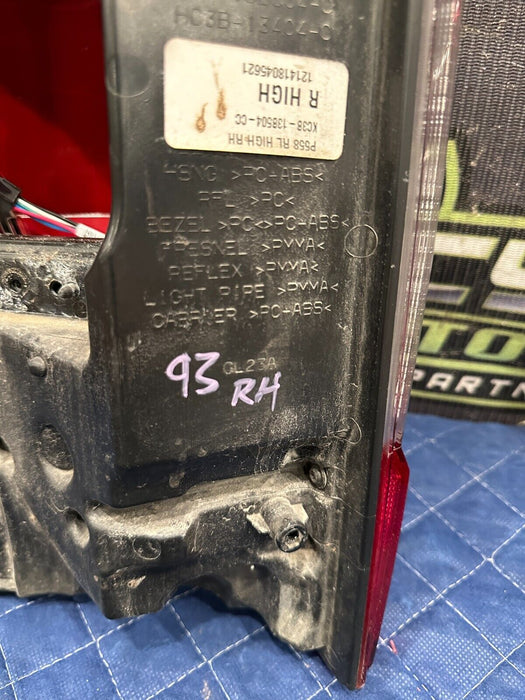 HC3B-13404-C
P558 RL HIGH RH
KC3B-13B504-CC
R HIGH
121418045621
HSNG >PC-ABS<
RFL >PC<
BEZEL >PC<>PC-ABS<
FRESNEL >PMMA<
REFLEX >PMMA<
LIGHT PIPE >PMMA<
CARRIER >PC-ABS<
GL23A
93 RH